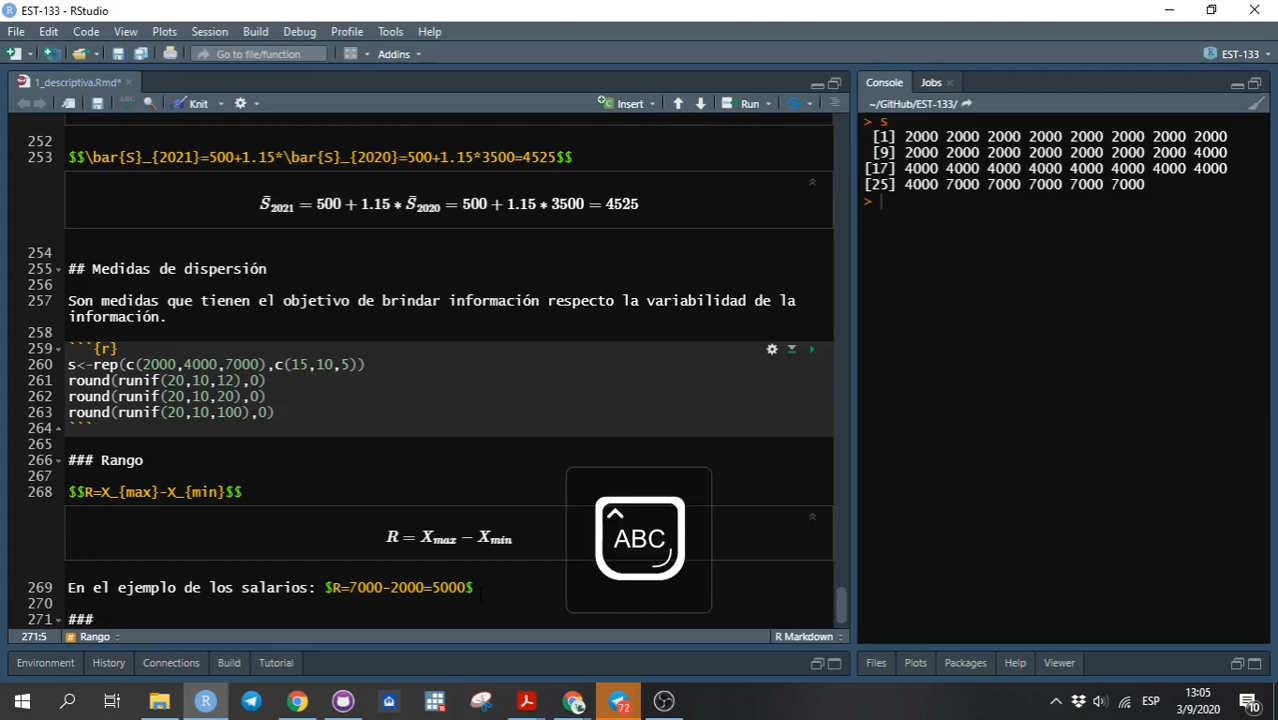 EST-133 - RStudio
File Edit Code View Plots Session Build Debug Profile Tools Help
Go to file/function Addins EST-133
1_descriptiva.Rmd*
Knit Insert Run
252
253 $$\bar{S}_{2021}=500+1.15*\bar{S}_{2020}=500+1.15*3500=4525$$
S̄2021 = 500 + 1.15 * S̄2020 = 500 + 1.15 * 3500 = 4525
254
255 ## Medidas de dispersión
256
257 Son medidas que tienen el objetivo de brindar información respecto la variabilidad de la
información.
258
259 ```{r}
260 s<-rep(c(2000,4000,7000),c(15,10,5))
261 round(runif(20,10,12),0)
262 round(runif(20,10,20),0)
263 round(runif(20,10,100),0)
264 ```
265
266 ### Rango
267
268 $$R=X_{max}-X_{min}$$
R = Xmax − Xmin
269 En el ejemplo de los salarios: $R=7000-2000=5000$
270
271 ###
271:5 Rango R Markdown
ABC
Environment History Connections Build Tutorial
Console Jobs
~/GitHub/EST-133/
> s
[1] 2000 2000 2000 2000 2000 2000 2000 2000
[9] 2000 2000 2000 2000 2000 2000 2000 4000
[17] 4000 4000 4000 4000 4000 4000 4000 4000
[25] 4000 7000 7000 7000 7000 7000
>
Files Plots Packages Help Viewer
72
ESP
13:05
3/9/2020
10